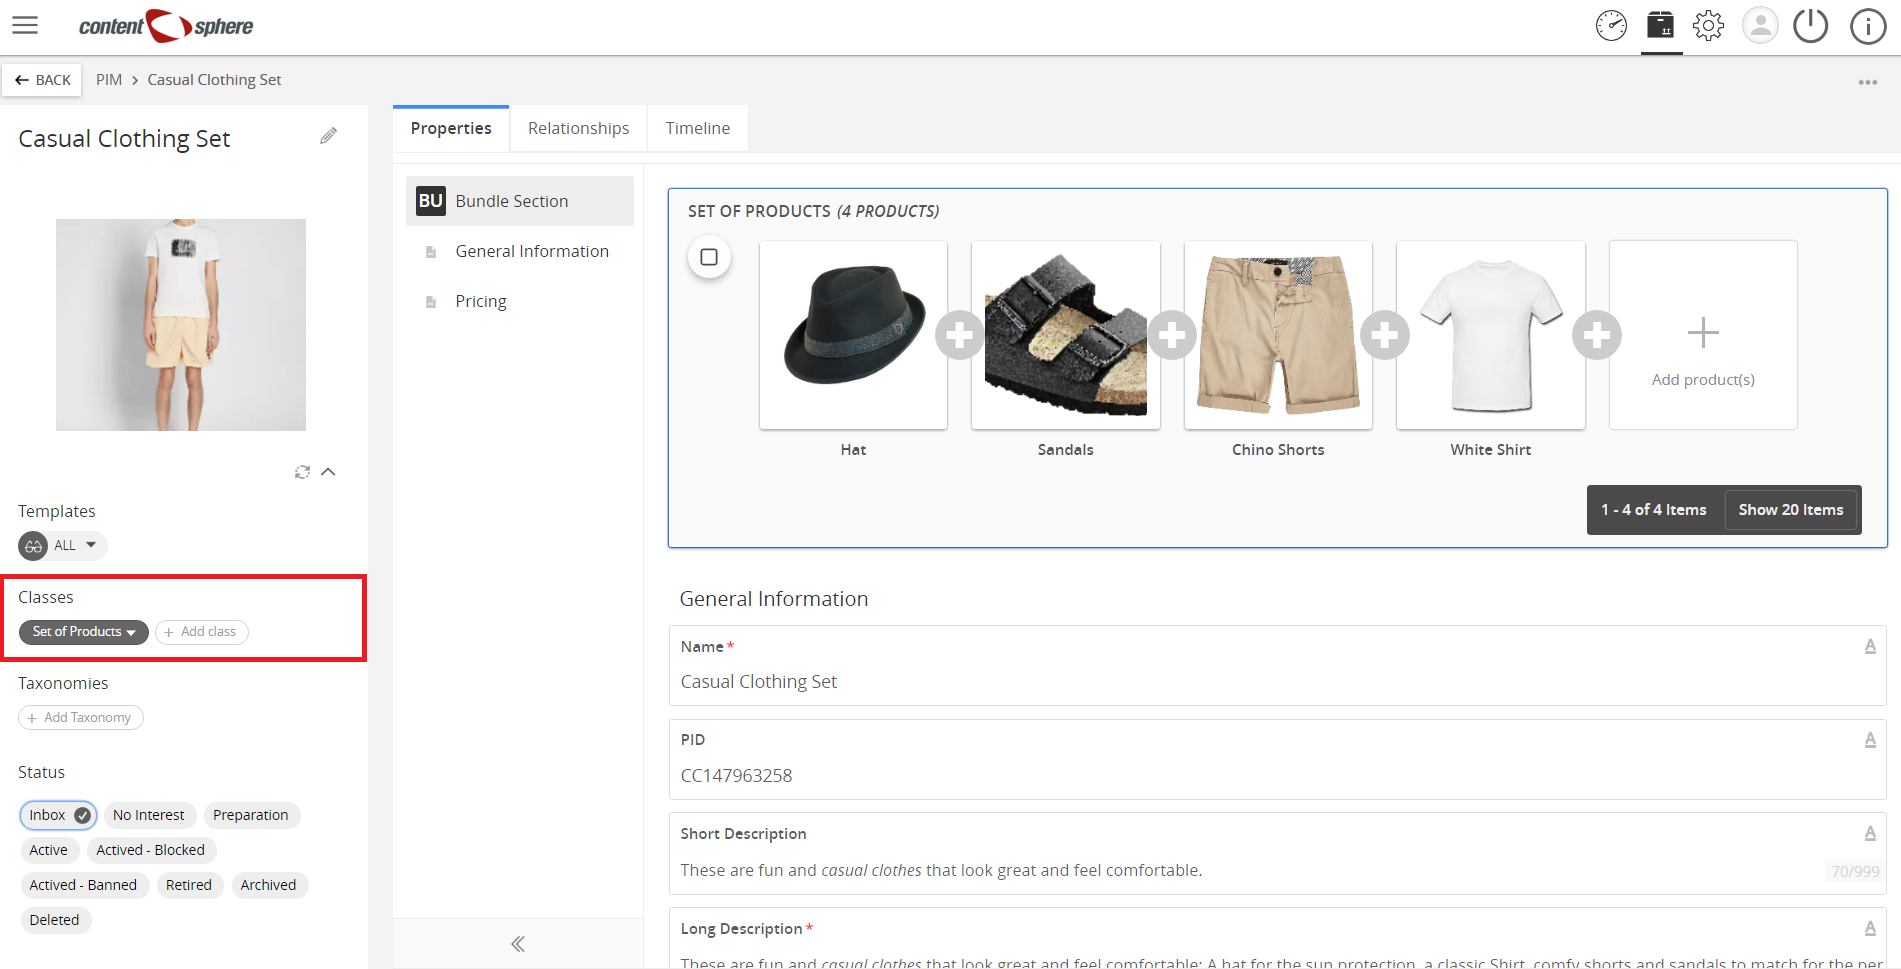 content sphere
BACK PIM > Casual Clothing Set
Casual Clothing Set
Templates
ALL
Classes
Set of Products + Add class
Taxonomies
+ Add Taxonomy
Status
Inbox No Interest Preparation
Active Actived - Blocked
Actived - Banned Retired Archived
Deleted
Properties Relationships Timeline
BU Bundle Section
General Information
Pricing
SET OF PRODUCTS (4 PRODUCTS)
Add product(s)
Hat Sandals Chino Shorts White Shirt
1 - 4 of 4 Items Show 20 Items
General Information
Name *
Casual Clothing Set
PID
CC147963258
Short Description
These are fun and casual clothes that look great and feel comfortable.
70/999
Long Description *
These are fun and casual clothes that look great and feel comfortable: A hat for the sun protection, a classic Shirt, comfy shorts and sandals to match for the per